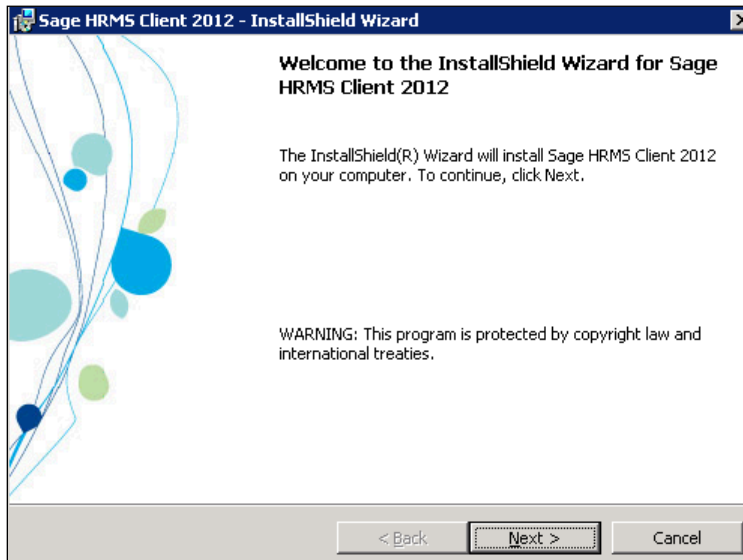 Sage HRMS Client 2012 - InstallShield Wizard
Welcome to the InstallShield Wizard for Sage
HRMS Client 2012
The InstallShield(R) Wizard will install Sage HRMS Client 2012
on your computer. To continue, click Next.
WARNING: This program is protected by copyright law and
international treaties.
< Back
Next >
Cancel